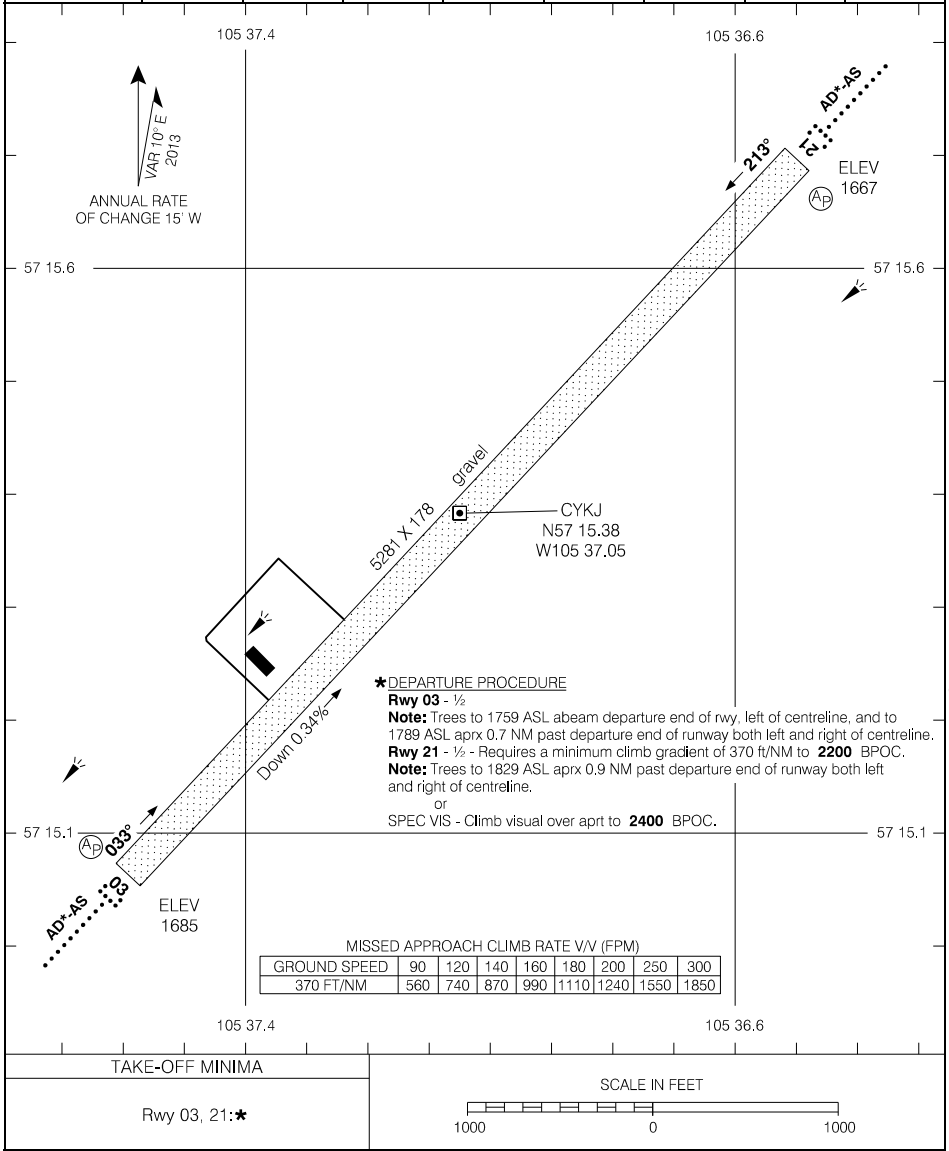 105 37.4
105 36.6
VAR 10° E
2013
ANNUAL RATE
OF CHANGE 15' W
AD*-AS
21
213°
ELEV
1667
AP
57 15.6
57 15.6
gravel
5281 X 178
CYKJ
N57 15.38
W105 37.05
Down 0.34%
*DEPARTURE PROCEDURE
Rwy 03 - ½
Note: Trees to 1759 ASL abeam departure end of rwy, left of centreline, and to
1789 ASL aprx 0.7 NM past departure end of runway both left and right of centreline.
Rwy 21 - ½ - Requires a minimum climb gradient of 370 ft/NM to 2200 BPOC.
Note: Trees to 1829 ASL aprx 0.9 NM past departure end of runway both left
and right of centreline.
or
SPEC VIS - Climb visual over aprt to 2400 BPOC.
57 15.1
57 15.1
AP
033°
03
AD*-AS
ELEV
1685
MISSED APPROACH CLIMB RATE V/V (FPM)
GROUND SPEED 90 120 140 160 180 200 250 300
370 FT/NM 560 740 870 990 1110 1240 1550 1850
105 37.4
105 36.6
TAKE-OFF MINIMA
Rwy 03, 21:*
SCALE IN FEET
1000 0 1000